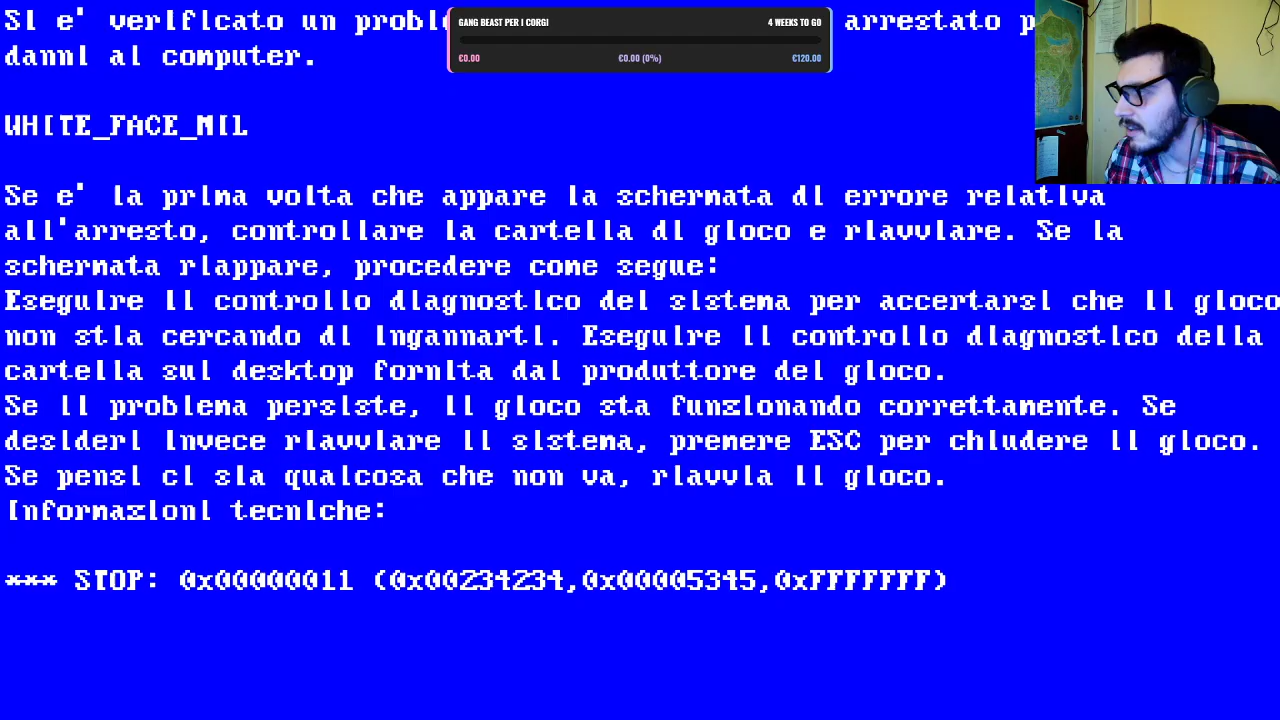 Si e' verificato un probl
arrestato p
danni al computer.
GANG BEAST PER I CORGI
4 WEEKS TO GO
€0.00
€0.00 (0%)
€120.00
WHITE_FACE_MIL
Se e' la prima volta che appare la schermata di errore relativa
all'arresto, controllare la cartella di gioco e riavviare. Se la
schermata riappare, procedere come segue:
Eseguire il controllo diagnostico del sistema per accertarsi che il gioco
non stia cercando di ingannarti. Eseguire il controllo diagnostico della
cartella sul desktop fornita dal produttore del gioco.
Se il problema persiste, il gioco sta funzionando correttamente. Se
desideri invece riavviare il sistema, premere ESC per chiudere il gioco.
Se pensi ci sia qualcosa che non va, riavvia il gioco.
Informazioni tecniche:
*** STOP: 0x00000011 (0x00234234,0x00005345,0xFFFFFFF)